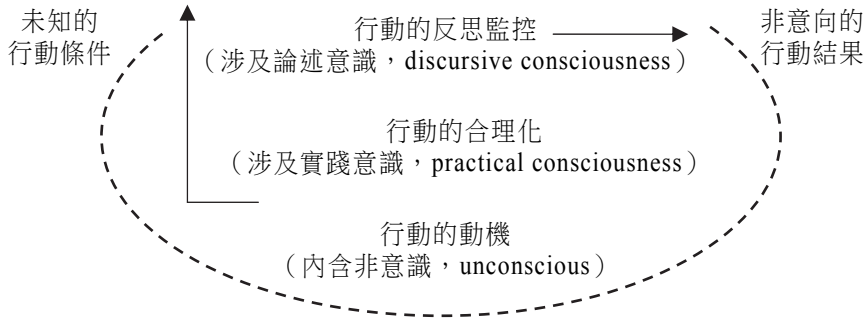 未知的
行動條件
行動的反思監控
（涉及論述意識，discursive consciousness）
非意向的
行動結果
行動的合理化
（涉及實踐意識，practical consciousness）
行動的動機
（內含非意識，unconscious）